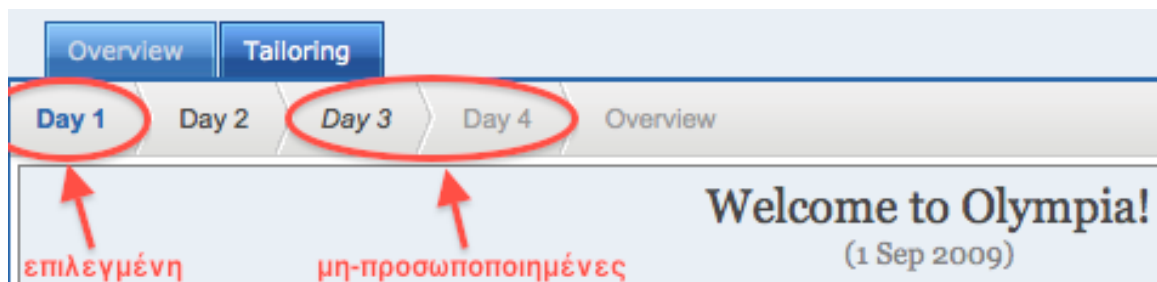 Overview Tailoring
Day 1 Day 2 Day 3 Day 4 Overview
Welcome to Olympia!
(1 Sep 2009)
επιλεγμένη μη-προσωποποιημένες